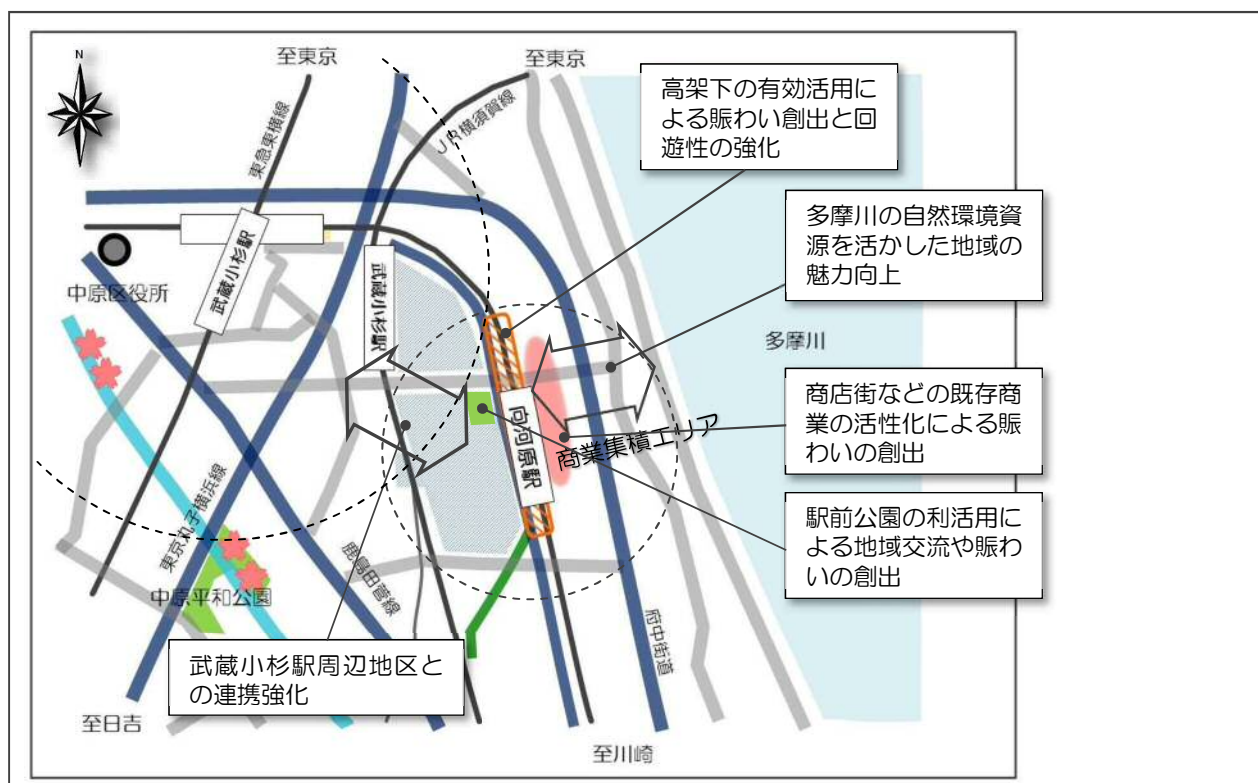 N
至東京
至東京
高架下の有効活用に
よる賑わい創出と回
遊性の強化
東急東横線
JR横須賀線
多摩川の自然環境資
源を活かした地域の
魅力向上
中原区役所
武蔵小杉駅
武蔵小杉駅
多摩川
向河原駅
商業集積エリア
商店街などの既存商
業の活性化による賑
わいの創出
東京丸子横浜線
駅前公園の利活用に
よる地域交流や賑わ
いの創出
鹿島田菅線
中原平和公園
府中街道
武蔵小杉駅周辺地区と
の連携強化
至日吉
至川崎